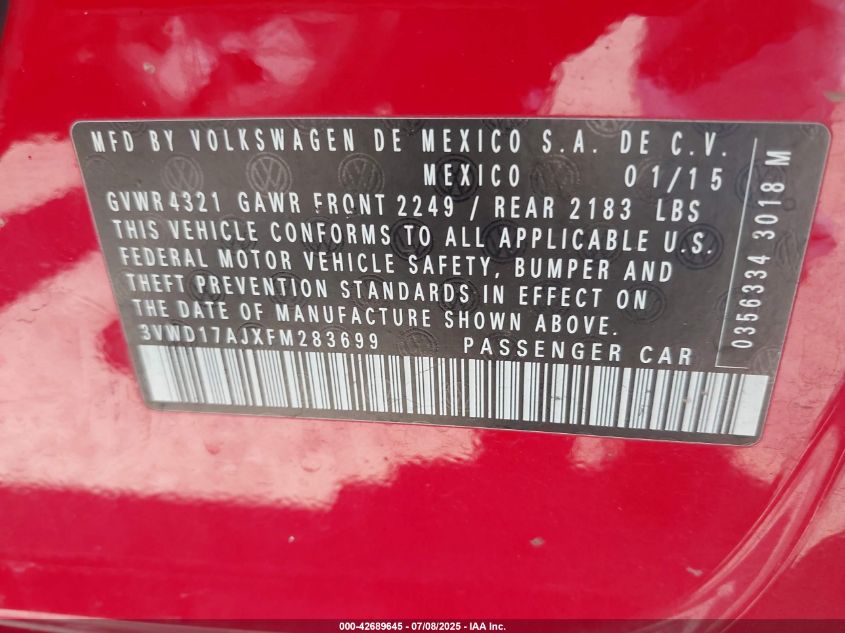 MFD BY VOLKSWAGEN DE MEXICO S.A. DE C.V.
MEXICO 01/15
GVWR 4321 GAWR FRONT 2249 / REAR 2183 LBS
THIS VEHICLE CONFORMS TO ALL APPLICABLE U.S.
FEDERAL MOTOR VEHICLE SAFETY, BUMPER AND
THEFT PREVENTION STANDARDS IN EFFECT ON
THE DATE OF MANUFACTURE SHOWN ABOVE.
3VWD17AJXFM283699 PASSENGER CAR
0356334 3018 M
000-42689645 - 07/08/2025 - IAA Inc.